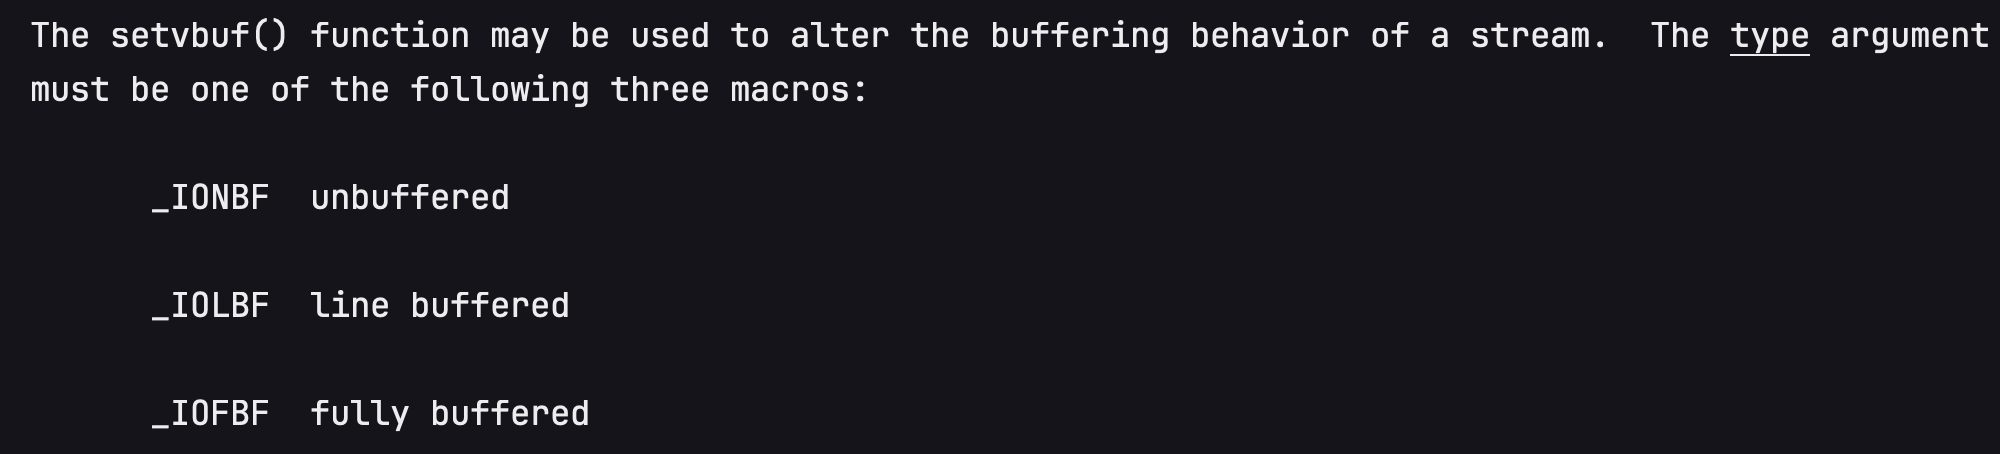 The setvbuf() function may be used to alter the buffering behavior of a stream.  The type argument
must be one of the following three macros:
_IONBF  unbuffered
_IOLBF  line buffered
_IOFBF  fully buffered